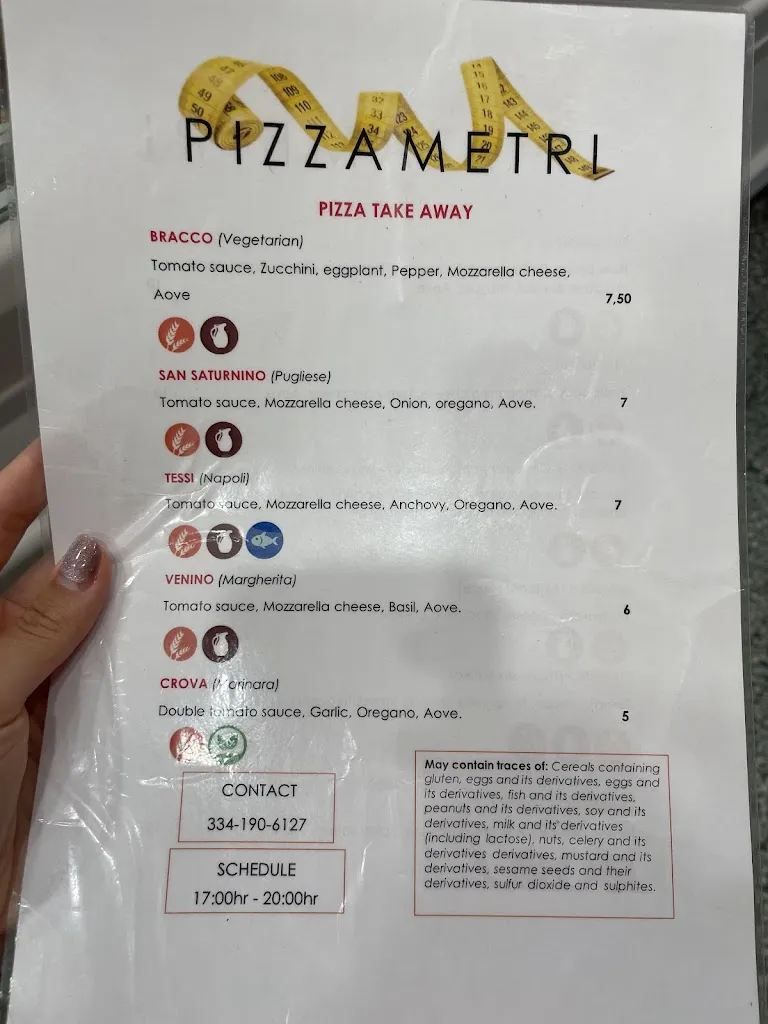 PIZZAMETRI
PIZZA TAKE AWAY
BRACCO (Vegetarian)
Tomato sauce, Zucchini, eggplant, Pepper, Mozzarella cheese,
Aove 7,50
SAN SATURNINO (Pugliese)
Tomato sauce, Mozzarella cheese, Onion, oregano, Aove. 7
TESSI (Napoli)
Tomato sauce, Mozzarella cheese, Anchovy, Oregano, Aove. 7
VENINO (Margherita)
Tomato sauce, Mozzarella cheese, Basil, Aove. 6
CROVA (Marinara)
Double tomato sauce, Garlic, Oregano, Aove. 5
CONTACT
334-190-6127
SCHEDULE
17:00hr - 20:00hr
May contain traces of: Cereals containing
gluten, eggs and its derivatives, eggs and
its derivatives, fish and its derivatives,
peanuts and its derivatives, soy and its
derivatives, milk and its derivatives
(including lactose), nuts, celery and its
derivatives derivatives, mustard and its
derivatives, sesame seeds and their
derivatives, sulfur dioxide and sulphites.